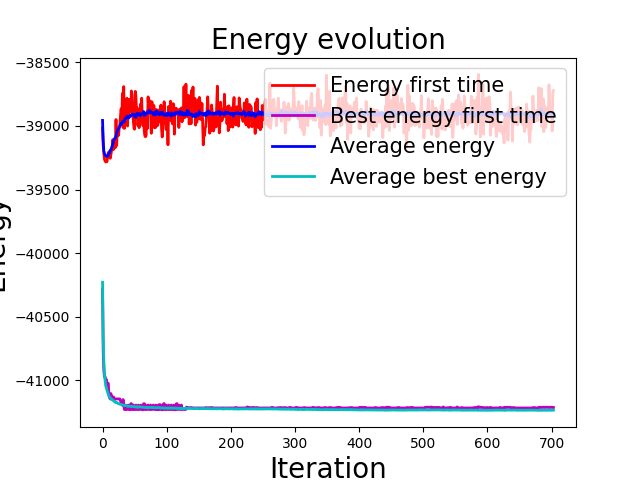 Energy evolution
−38500
−39000
−39500
−40000
−40500
−41000
Energy
Energy first time
Best energy first time
Average energy
Average best energy
0
100
200
300
400
500
600
700
Iteration